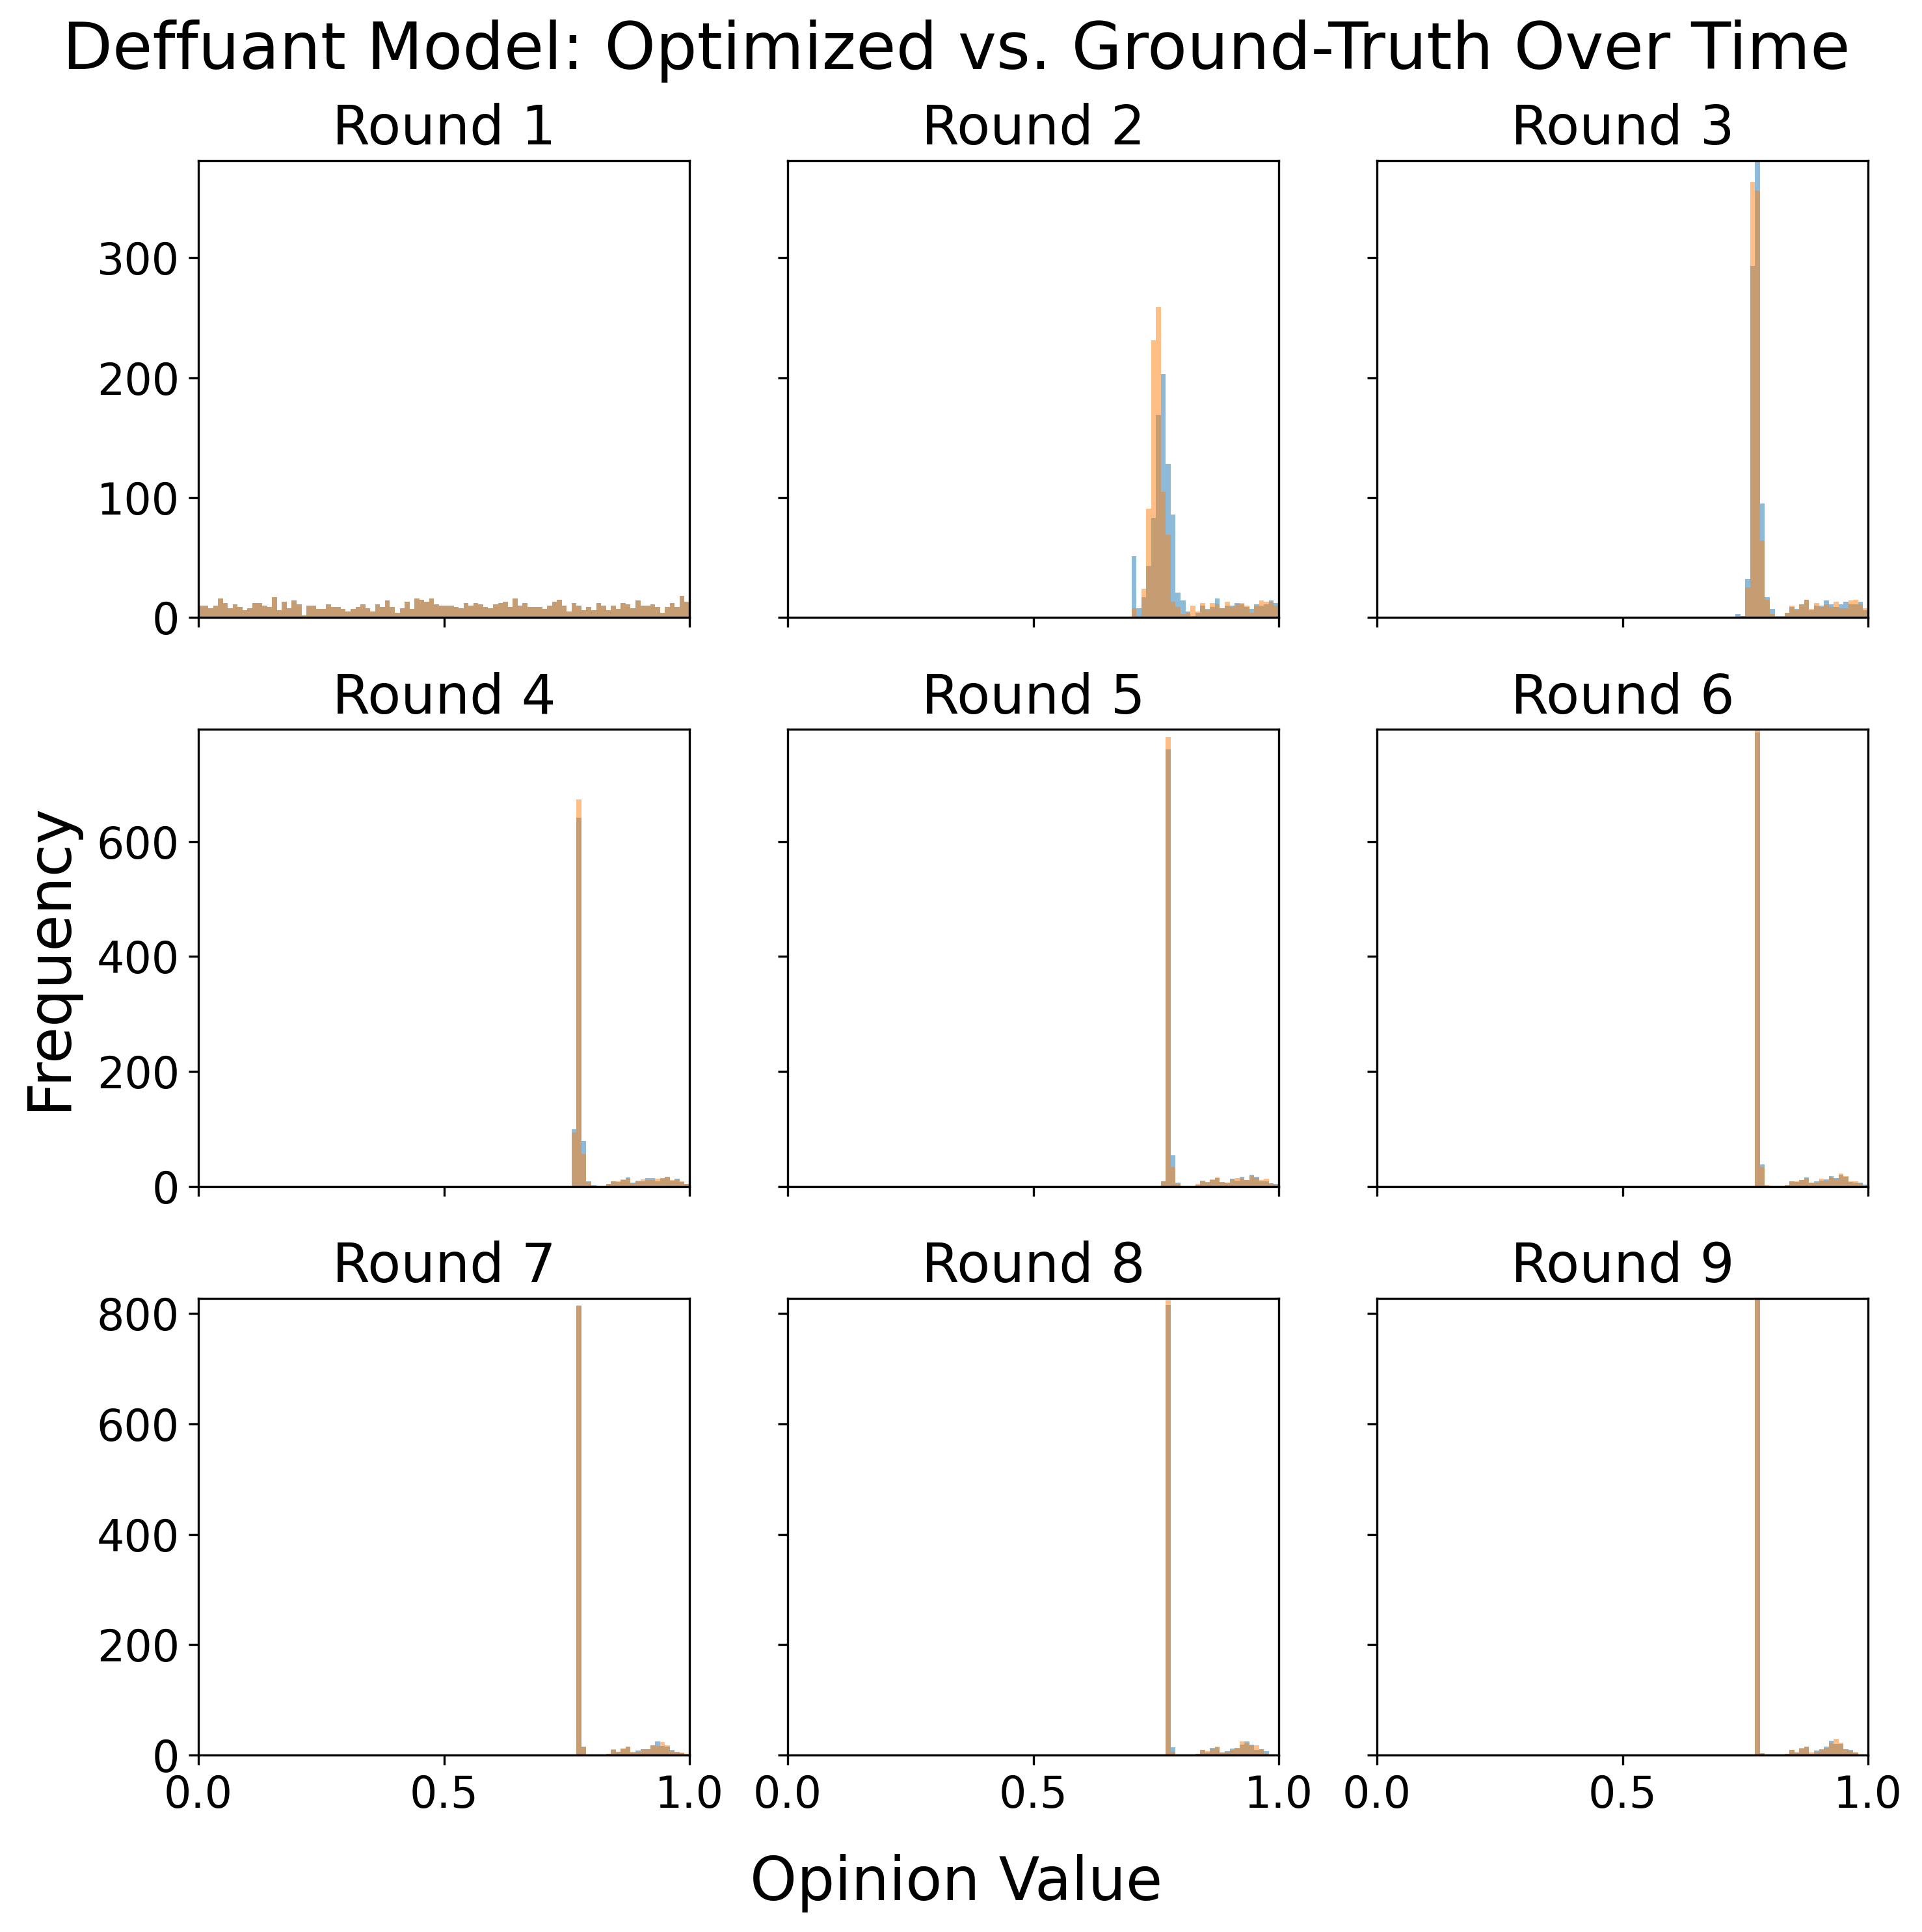 Deffuant Model: Optimized vs. Ground-Truth Over Time
Round 1
Round 2
Round 3
300
200
100
0
Round 4
Round 5
Round 6
Frequency
600
400
200
0
Round 7
Round 8
Round 9
800
600
400
200
0
0.0 0.5 1.0 0.0 0.5 1.0 0.0 0.5 1.0
Opinion Value